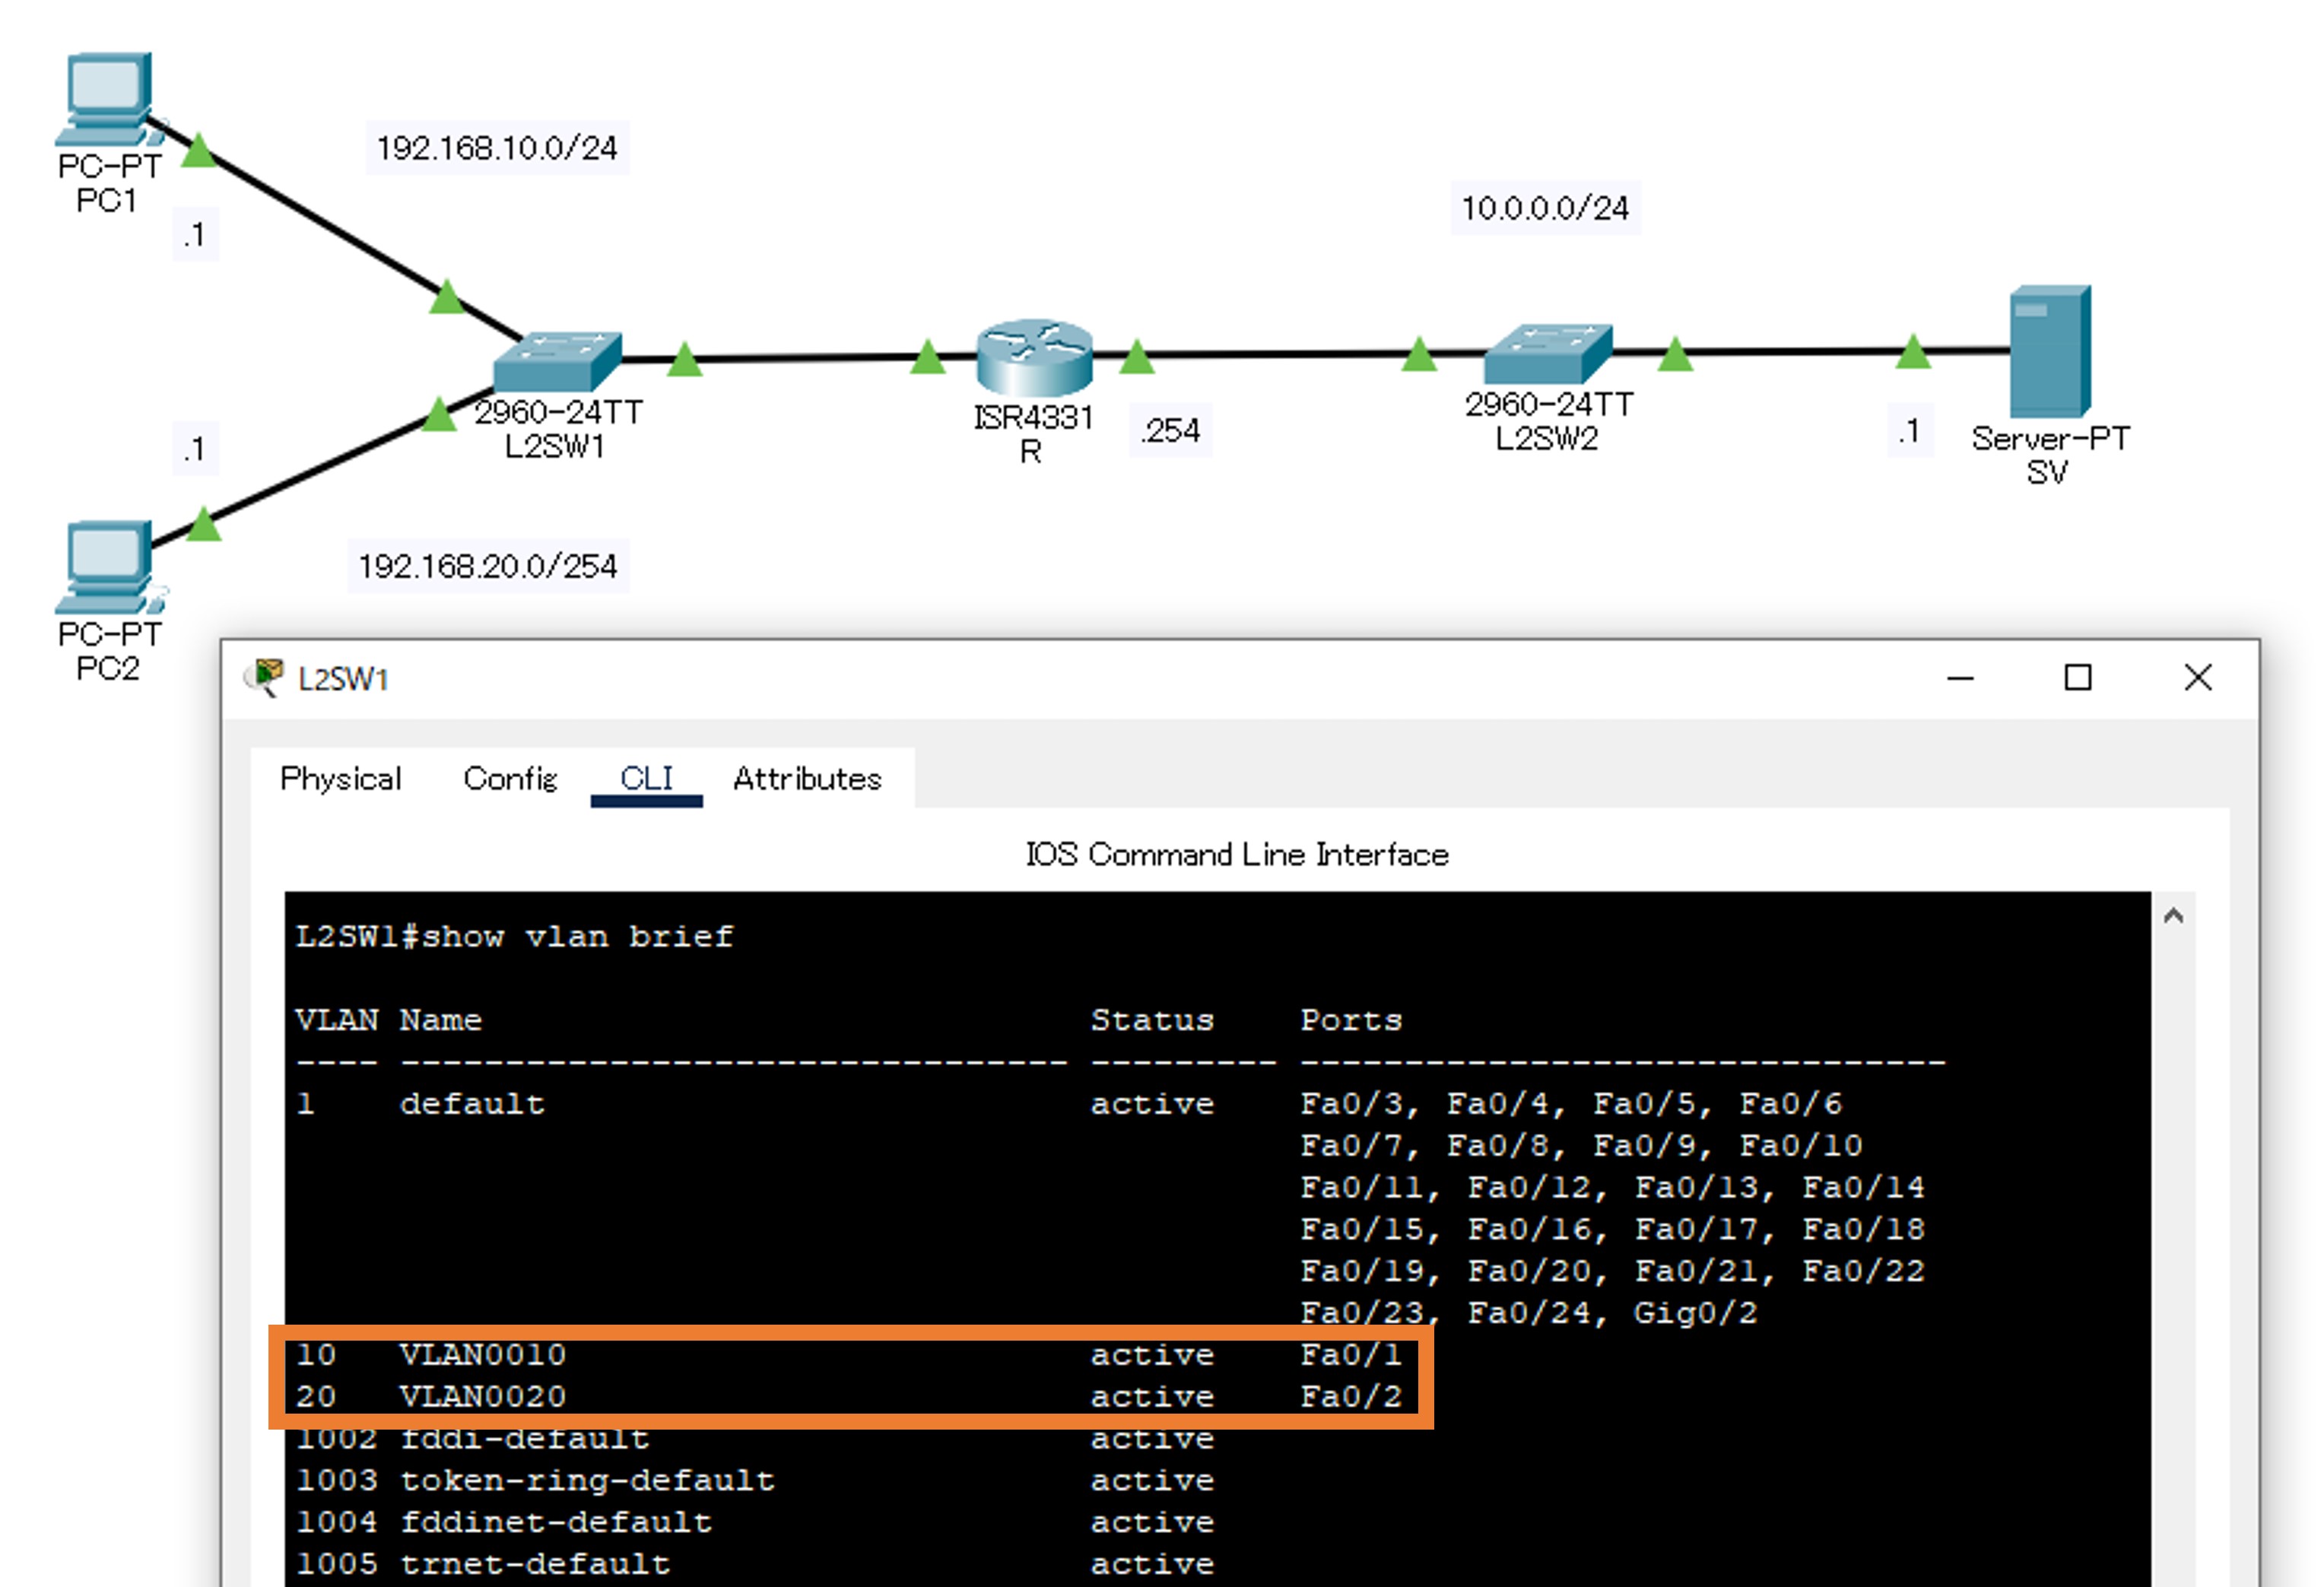 PC-PT
PC1
.1
192.168.10.0/24
10.0.0.0/24
2960-24TT
L2SW1
ISR4331
R
.254
2960-24TT
L2SW2
.1
Server-PT
SV
.1
192.168.20.0/254
PC-PT
PC2
L2SW1
Physical Config CLI Attributes
IOS Command Line Interface
L2SW1#show vlan brief
VLAN Name Status Ports
---- -------------------------------- --------- -------------------------------
1 default active Fa0/3, Fa0/4, Fa0/5, Fa0/6
Fa0/7, Fa0/8, Fa0/9, Fa0/10
Fa0/11, Fa0/12, Fa0/13, Fa0/14
Fa0/15, Fa0/16, Fa0/17, Fa0/18
Fa0/19, Fa0/20, Fa0/21, Fa0/22
Fa0/23, Fa0/24, Gig0/2
10 VLAN0010 active Fa0/1
20 VLAN0020 active Fa0/2
1002 fddi-default active
1003 token-ring-default active
1004 fddinet-default active
1005 trnet-default active